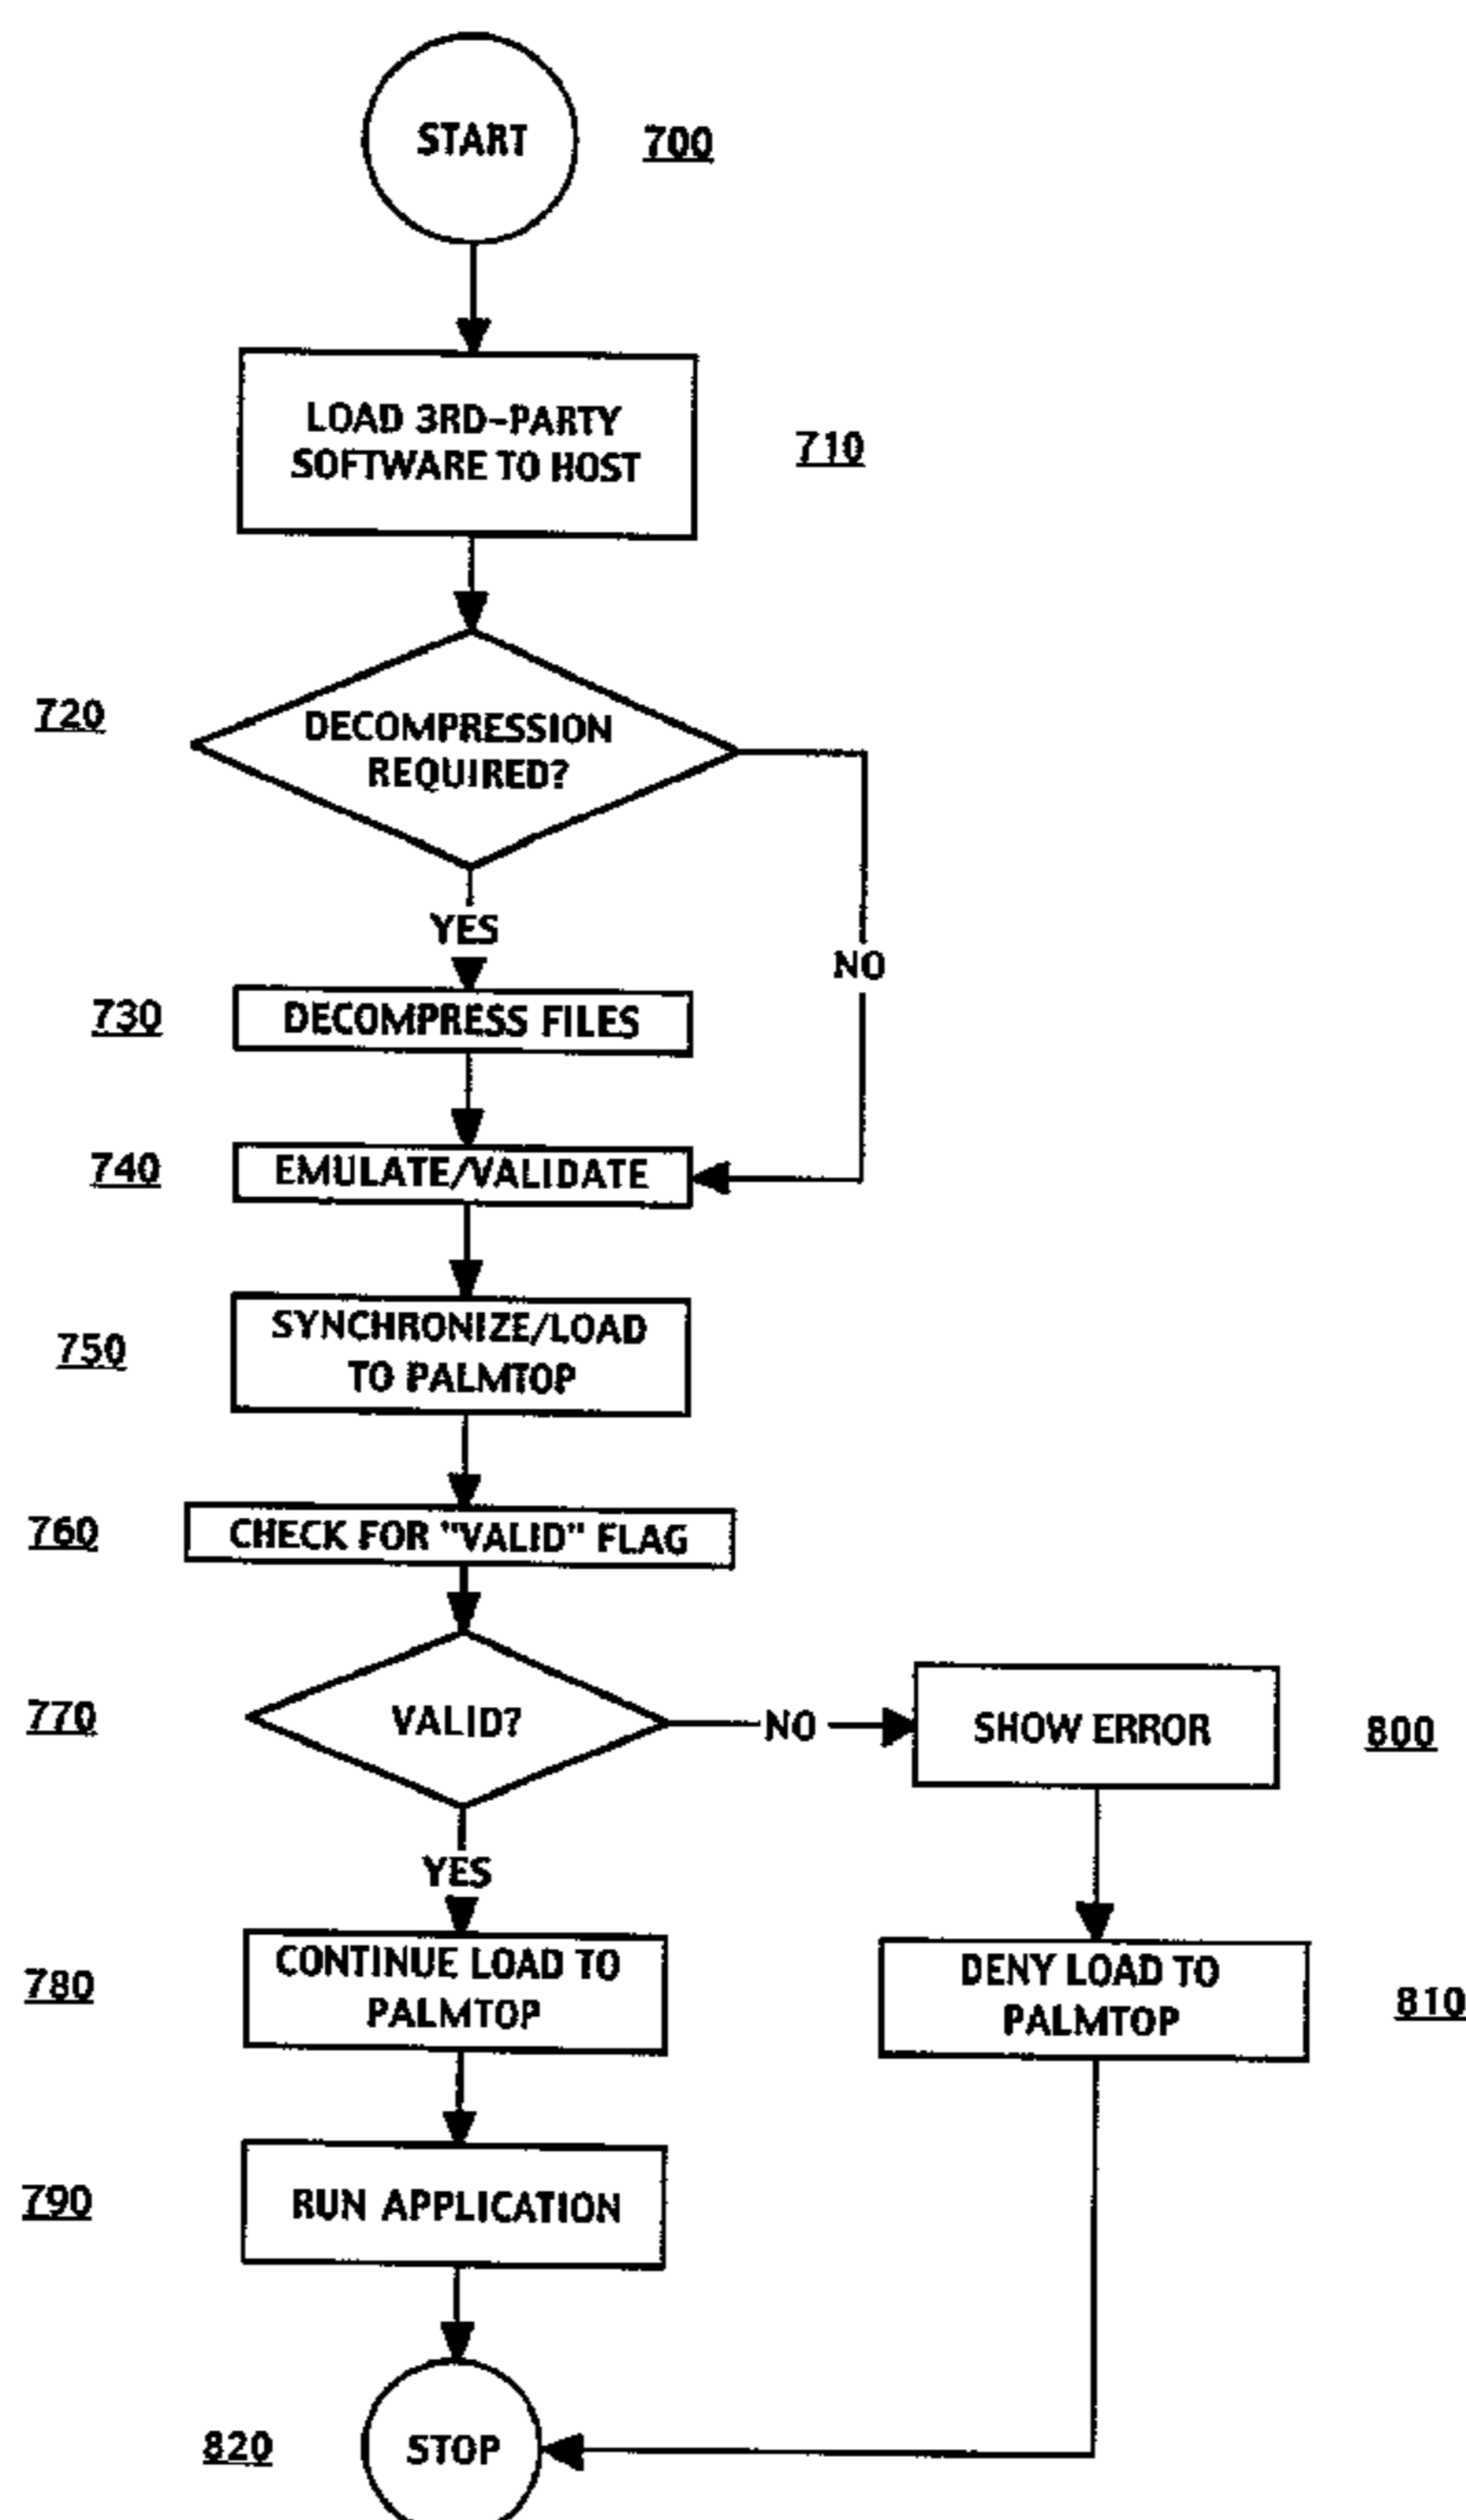 START
700
LOAD 3RD-PARTY
SOFTWARE TO HOST
710
720
DECOMPRESSION
REQUIRED?
YES
NO
730
DECOMPRESS FILES
740
EMULATE/VALIDATE
750
SYNCHRONIZE/LOAD
TO PALMTOP
760
CHECK FOR "VALID" FLAG
770
VALID?
NO
SHOW ERROR
800
YES
780
CONTINUE LOAD TO
PALMTOP
DENY LOAD TO
PALMTOP
810
790
RUN APPLICATION
820
STOP